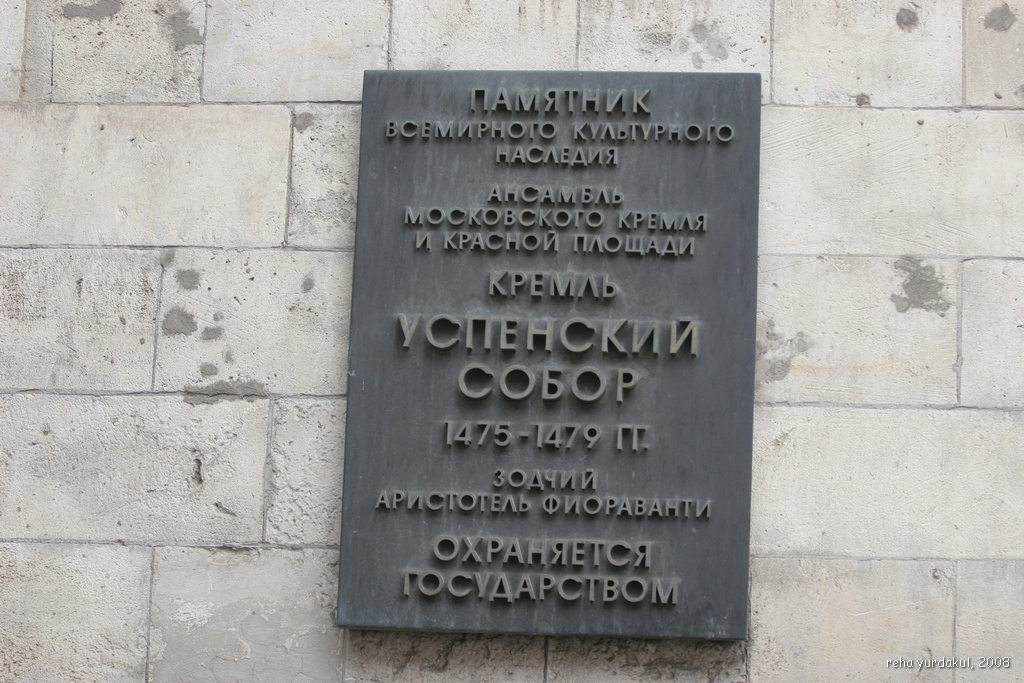 ПАМЯТНИК
ВСЕМИРНОГО КУЛЬТУРНОГО
НАСЛЕДИЯ
АНСАМБЛЬ
МОСКОВСКОГО КРЕМЛЯ
И КРАСНОЙ ПЛОЩАДИ
КРЕМЛЬ
УСПЕНСКИЙ
СОБОР
1475-1479 ГГ.
ЗОДЧИЙ
АРИСТОТЕЛЬ ФИОРАВАНТИ
ОХРАНЯЕТСЯ
ГОСУДАРСТВОМ
reha yurdakul, 2008